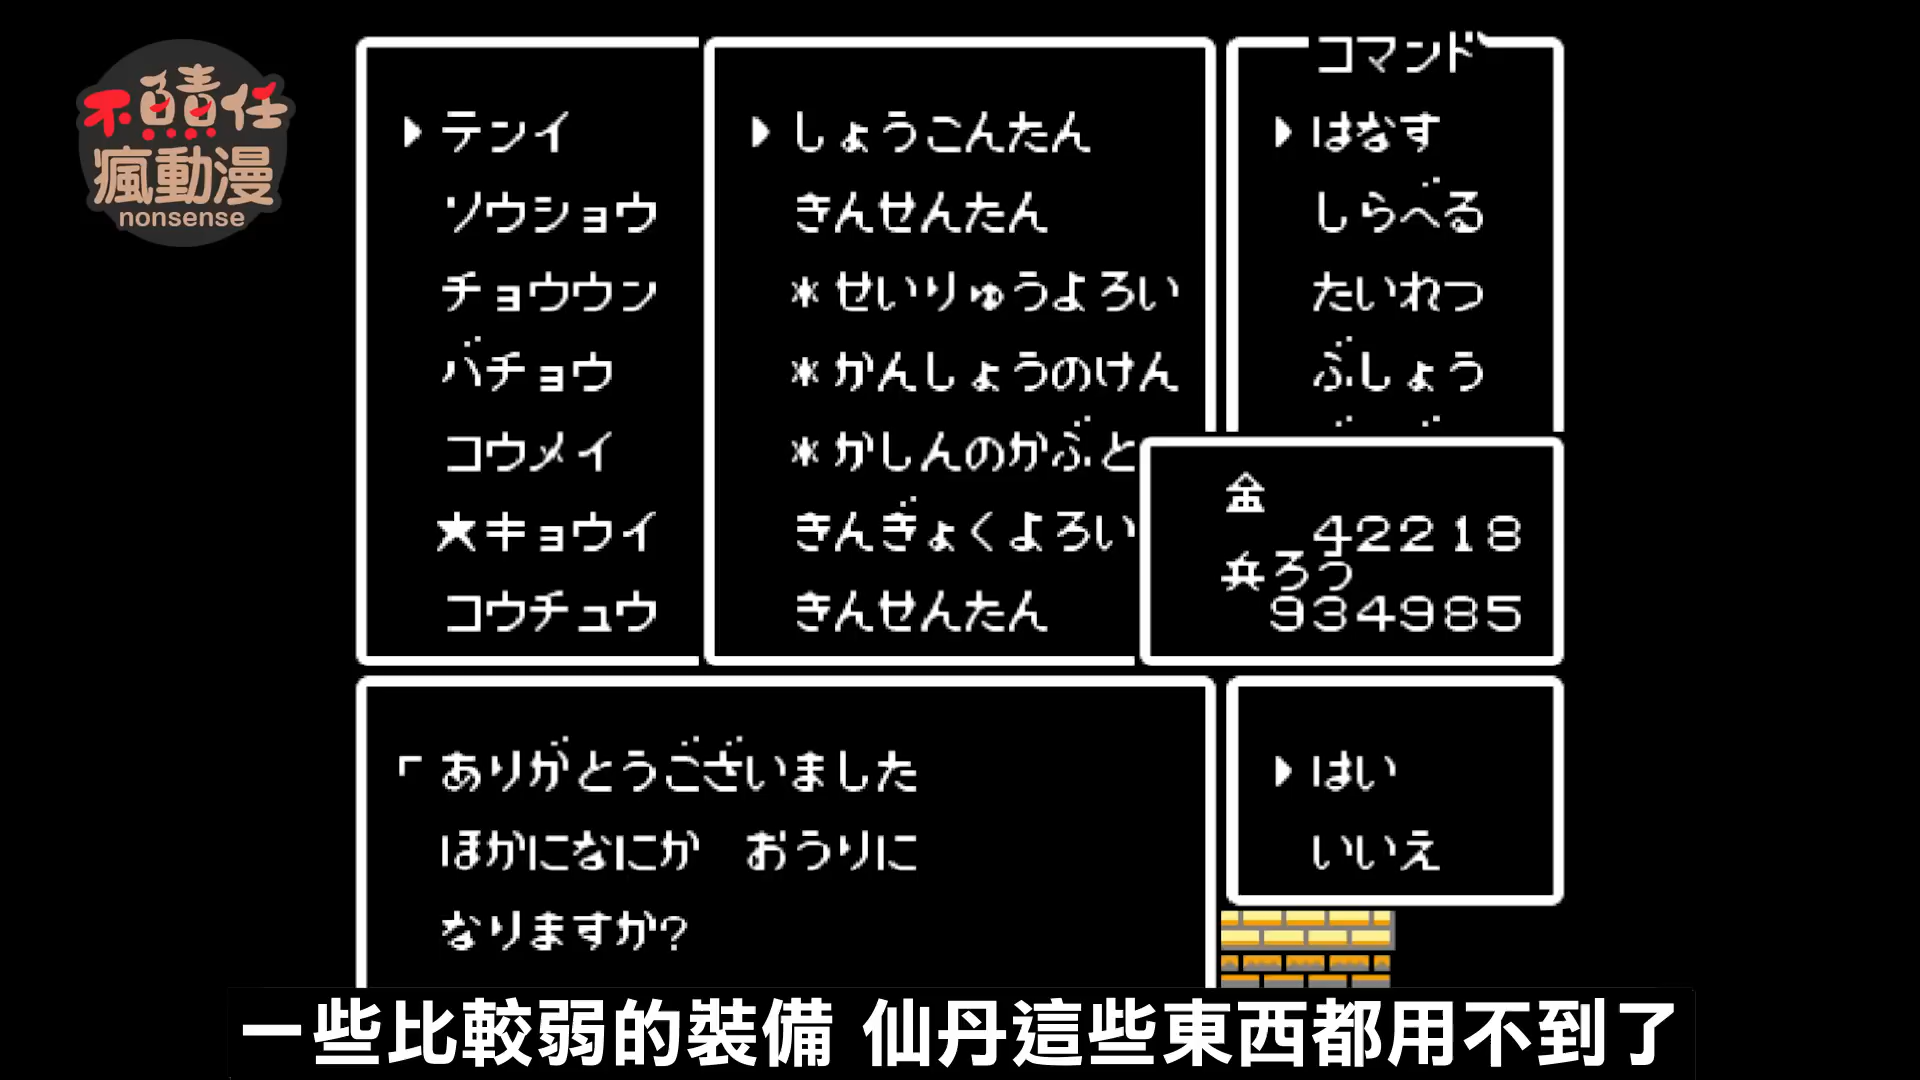 不責任
瘋動漫
nonsense
テンイ
ソウショウ
チョウウン
バチョウ
コウメイ
★キョウイ
コウチュウ
しょうこんたん
きんせんたん
*せいりゅうよろい
*かんしょうのけん
*かしんのかぶと
きんぎょくよろい
きんせんたん
コマンド
はなす
しらべる
たいれつ
ぶしょう
金
42218
兵ろう
934985
「ありがとうございました
ほかになにか おうりに
なりますか?
はい
いいえ
一些比較弱的裝備 仙丹這些東西都用不到了